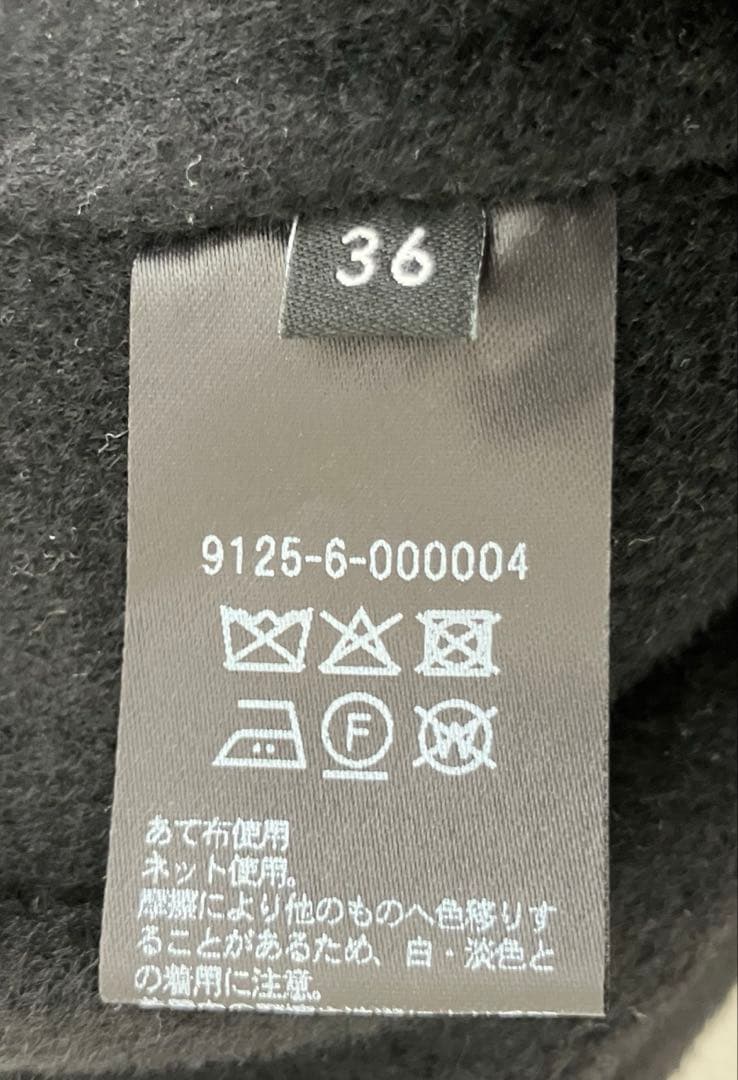 36
9125-6-000004
F
W
あて布使用
ネット使用。
摩擦により他のものへ色移りす
ることがあるため、白・淡色と
の着用に注意。